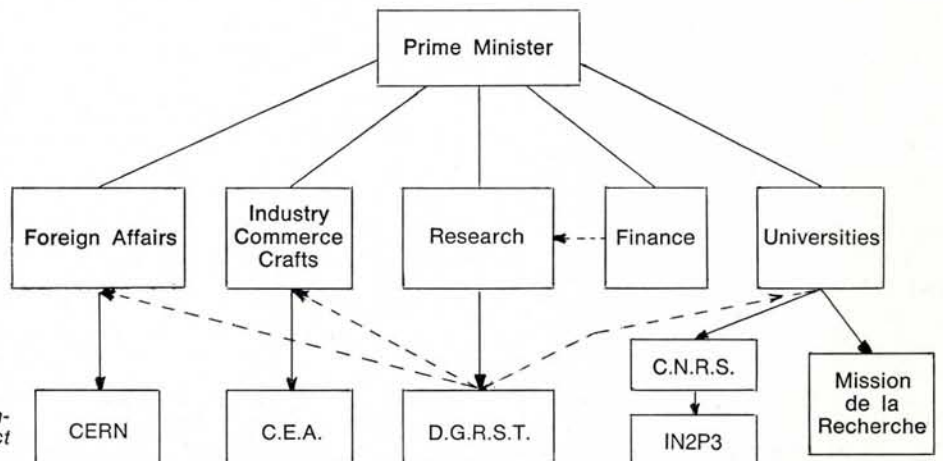 Prime Minister
Foreign Affairs
Industry
Commerce
Crafts
Research
Finance
Universities
C.N.R.S.
Mission
de la
Recherche
CERN
C.E.A.
D.G.R.S.T.
IN2P3